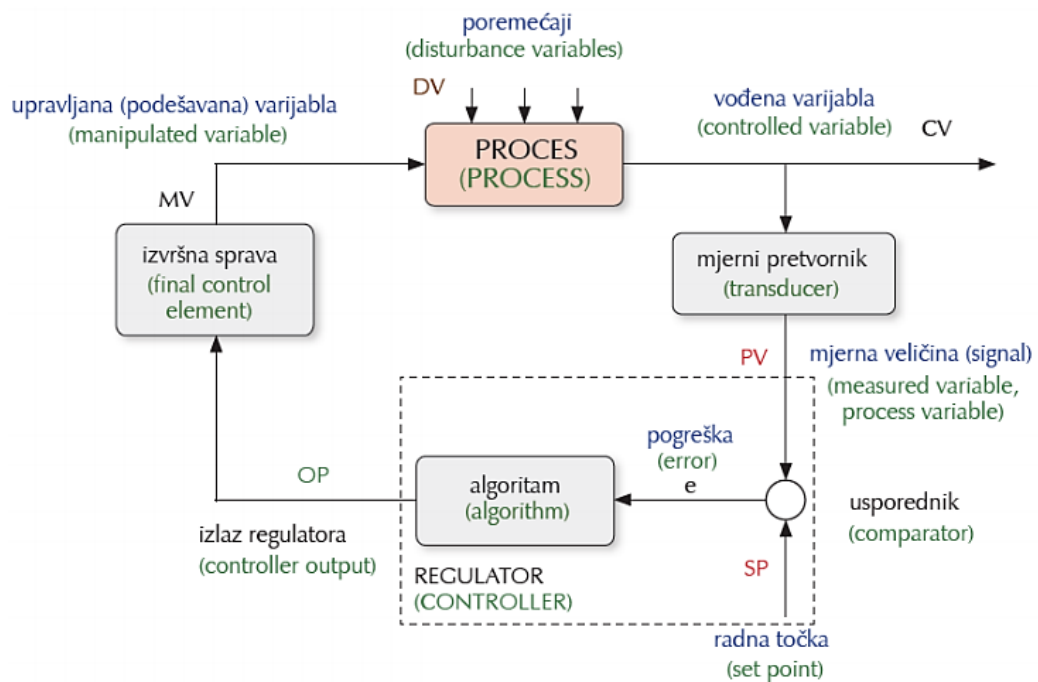 poremećaji
(disturbance variables)
DV
upravljana (podešavana) varijabla
(manipulated variable)
vođena varijabla
(controlled variable)
CV
PROCES
(PROCESS)
MV
izvršna sprava
(final control
element)
mjerni pretvornik
(transducer)
PV
mjerna veličina (signal)
(measured variable,
process variable)
pogreška
(error)
e
OP
algoritam
(algorithm)
usporednik
(comparator)
izlaz regulatora
(controller output)
REGULATOR
(CONTROLLER)
SP
radna točka
(set point)